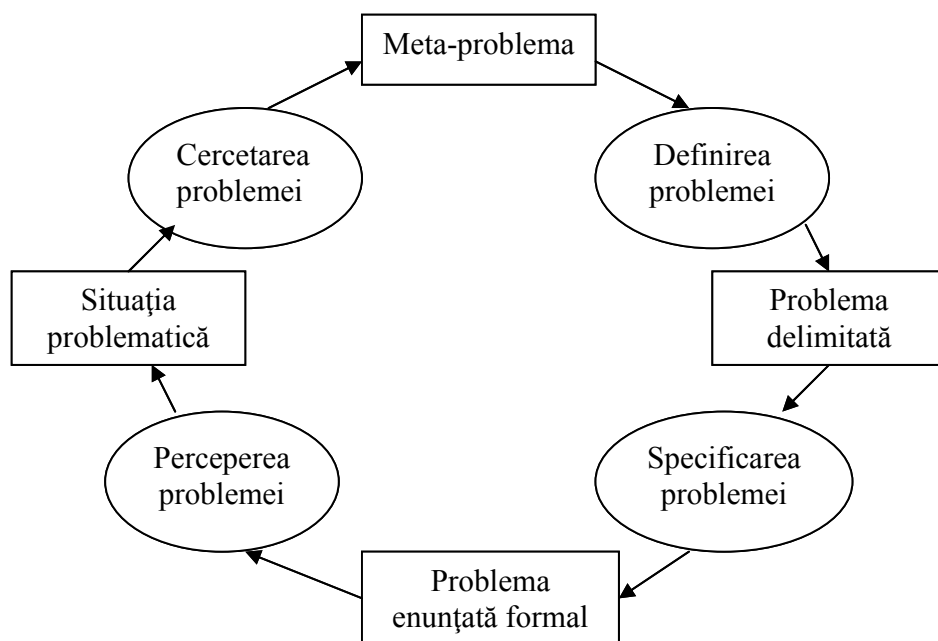 Meta-problema
Cercetarea
problemei
Definirea
problemei
Situaţia
problematică
Problema
delimitată
Perceperea
problemei
Specificarea
problemei
Problema
enunţată formal